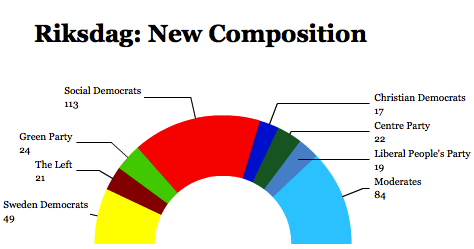 Riksdag: New Composition
Social Democrats
113
Green Party
24
The Left
21
Sweden Democrats
49
Christian Democrats
17
Centre Party
22
Liberal People's Party
19
Moderates
84